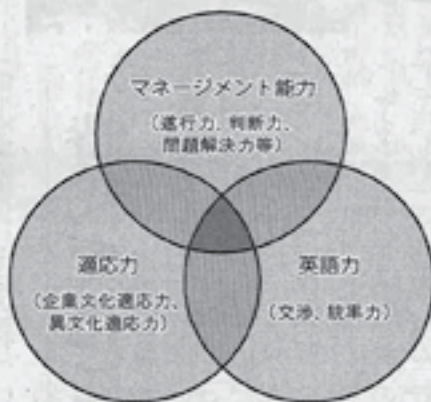 マネージメント能力
（遂行力、判断力、
問題解決力等）
適応力
（企業文化適応力、
異文化適応力）
英語力
（交渉、統率力）